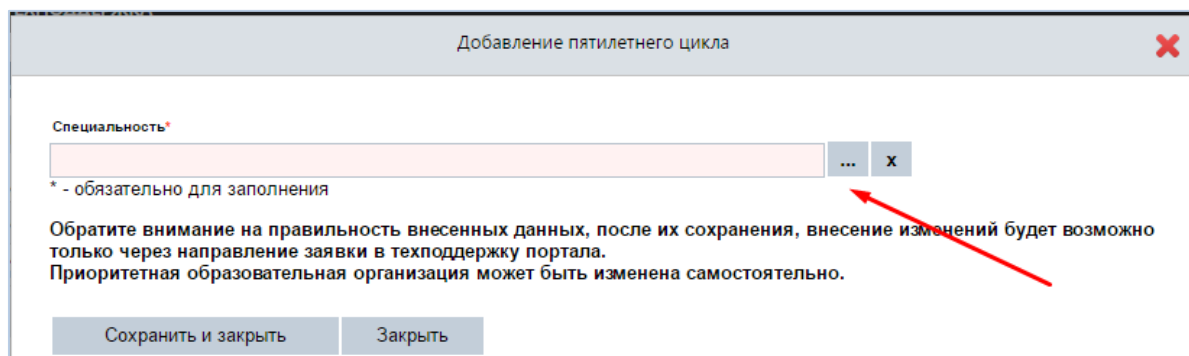 Добавление пятилетнего цикла
Специальность*
... x
* - обязательно для заполнения
Обратите внимание на правильность внесенных данных, после их сохранения, внесение изменений будет возможно
только через направление заявки в техподдержку портала.
Приоритетная образовательная организация может быть изменена самостоятельно.
Сохранить и закрыть Закрыть